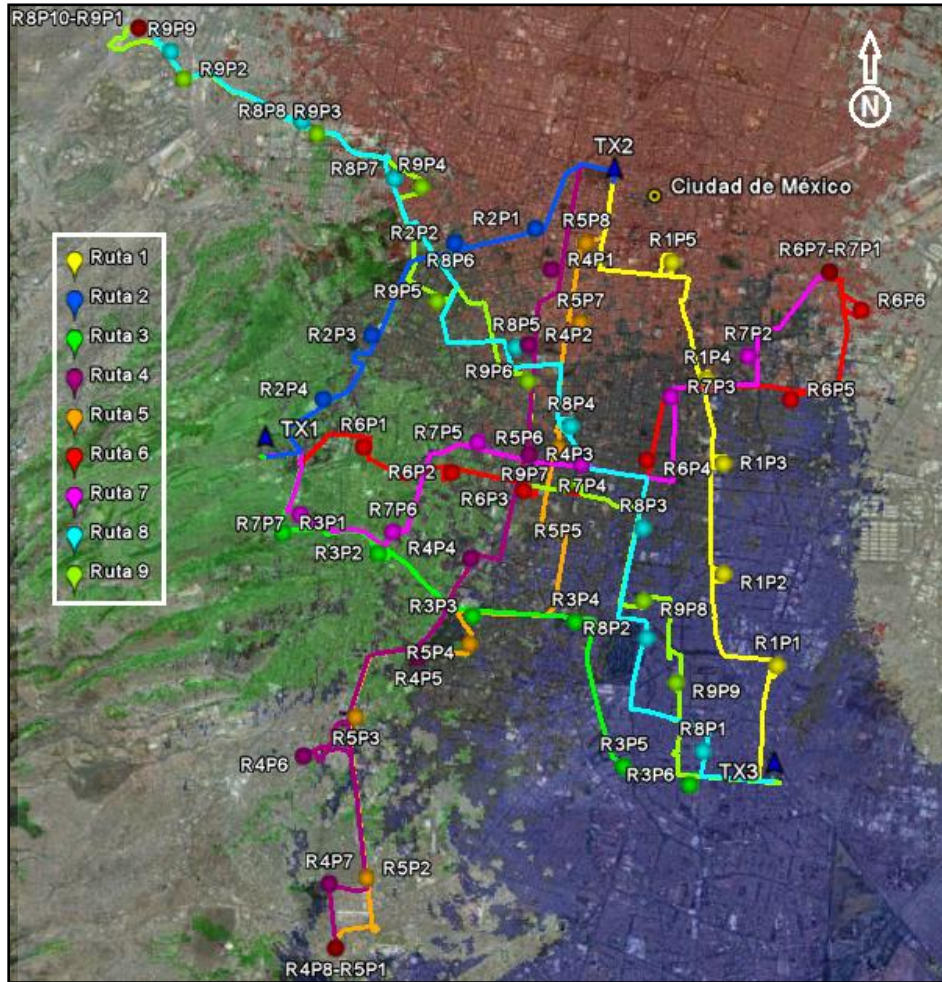 R8P10-R9P1
R9P9
R9P2
R8P8
R9P3
R8P7
R9P4
N
TX2
Ciudad de México
R2P1
R5P8
R2P2
R8P6
R4P1
R1P5
R6P7-R7P1
R9P5
R5P7
R6P6
R2P3
R8P5
R4P2
R7P2
R1P4
R9P6
R7P3
R6P5
R2P4
R8P4
TX1
R6P1
R7P5
R5P6
R4P3
R6P2
R9P7
R7P4
R6P4
R1P3
R6P3
R7P7
R3P1
R7P6
R5P5
R8P3
R3P2
R4P4
R1P2
R3P3
R3P4
R9P8
R8P2
R5P4
R1P1
R4P5
R9P9
R5P3
R3P5
R8P1
R4P6
R3P6
TX3
R4P7
R5P2
R4P8-R5P1
Ruta 1
Ruta 2
Ruta 3
Ruta 4
Ruta 5
Ruta 6
Ruta 7
Ruta 8
Ruta 9